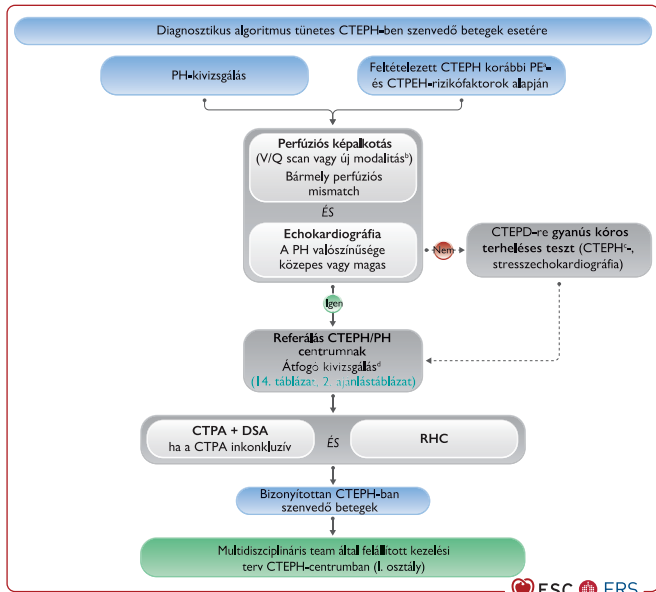 Diagnosztikus algoritmus tünetes CTEPH-ben szenvedő betegek esetére
PH-kivizsgálás
Feltételezett CTEPH korábbi PEª-
és CTPEH-rizikófaktorok alapján
Perfúziós képalkotás
(V/Q scan vagy új modalitásᵇ)
Bármely perfúziós
mismatch
ÉS
Echokardiográfia
A PH valószínűsége
közepes vagy magas
Nem
CTEPD-re gyanús kóros
terheléses teszt (CTEPHᶜ-,
stresszechokardiográfia)
Igen
Referálás CTEPH/PH
centrumnak
Átfogó kivizsgálásᵈ
(14. táblázat, 2. ajánlástáblázat)
CTPA + DSA
ha a CTPA inkonkluzív
ÉS
RHC
Bizonyítottan CTEPH-ban
szenvedő betegek
Multidiszciplináris team által felállított kezelési
terv CTEPH-centrumban (I. osztály)
ESC ERS